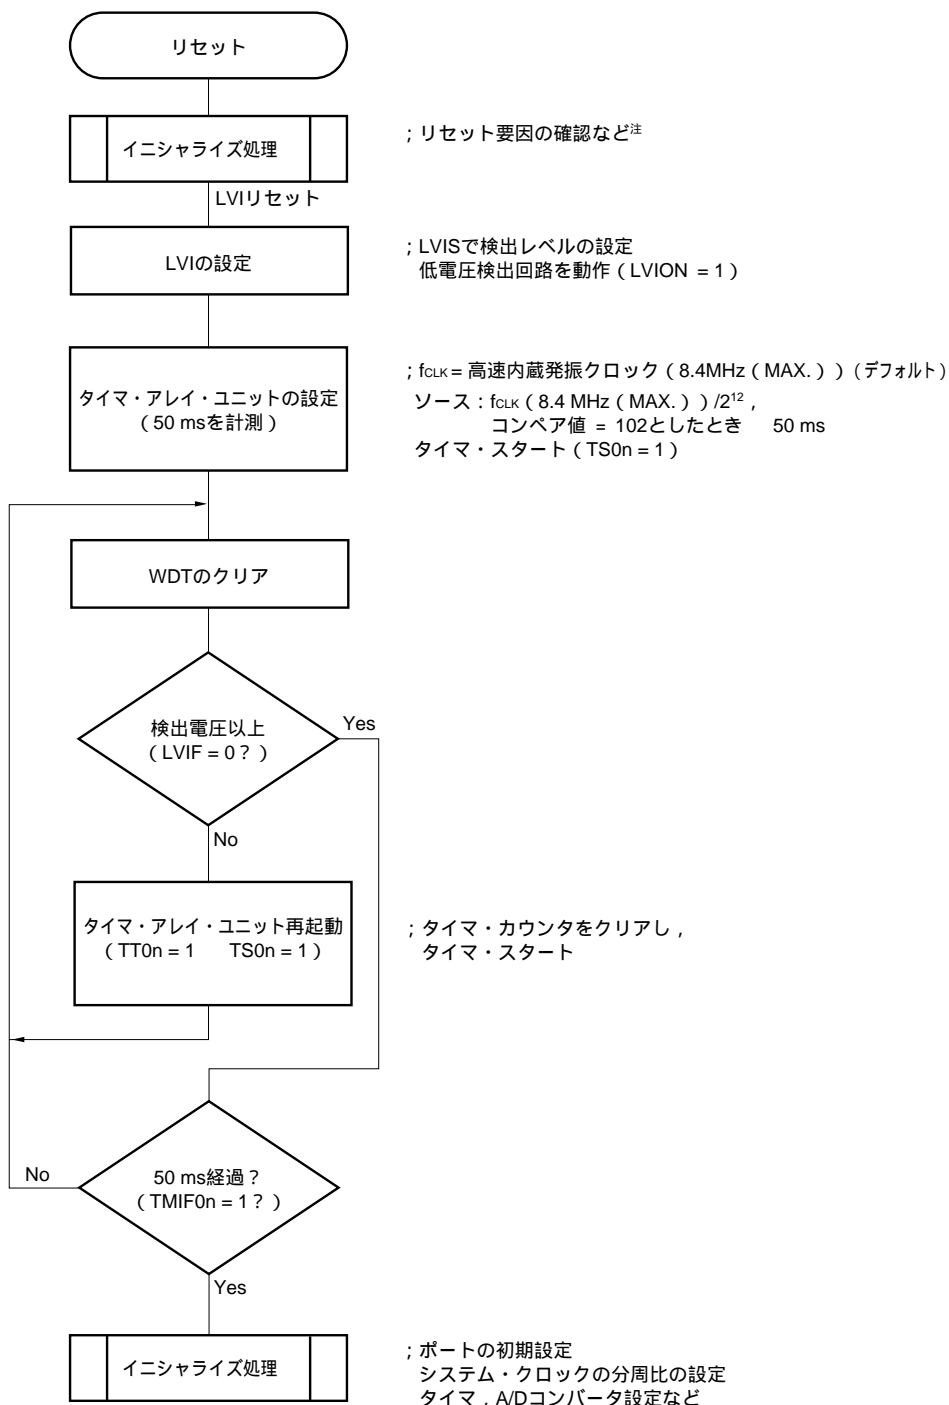 リセット
イニシャライズ処理
；リセット要因の確認など注
LVIリセット
LVIの設定
；LVISで検出レベルの設定
低電圧検出回路を動作（LVION = 1）
タイマ・アレイ・ユニットの設定
（50 msを計測）
；fCLK = 高速内蔵発振クロック（8.4MHz（MAX.））（デフォルト）
ソース：fCLK（8.4 MHz（MAX.））/2¹²，
コンペア値 = 102としたとき　50 ms
タイマ・スタート（TS0n = 1）
WDTのクリア
検出電圧以上
（LVIF = 0？）
Yes
No
タイマ・アレイ・ユニット再起動
（TT0n = 1　TS0n = 1）
；タイマ・カウンタをクリアし，
タイマ・スタート
50 ms経過？
（TMIF0n = 1？）
No
Yes
イニシャライズ処理
；ポートの初期設定
システム・クロックの分周比の設定
タイマ，A/Dコンバータ設定など